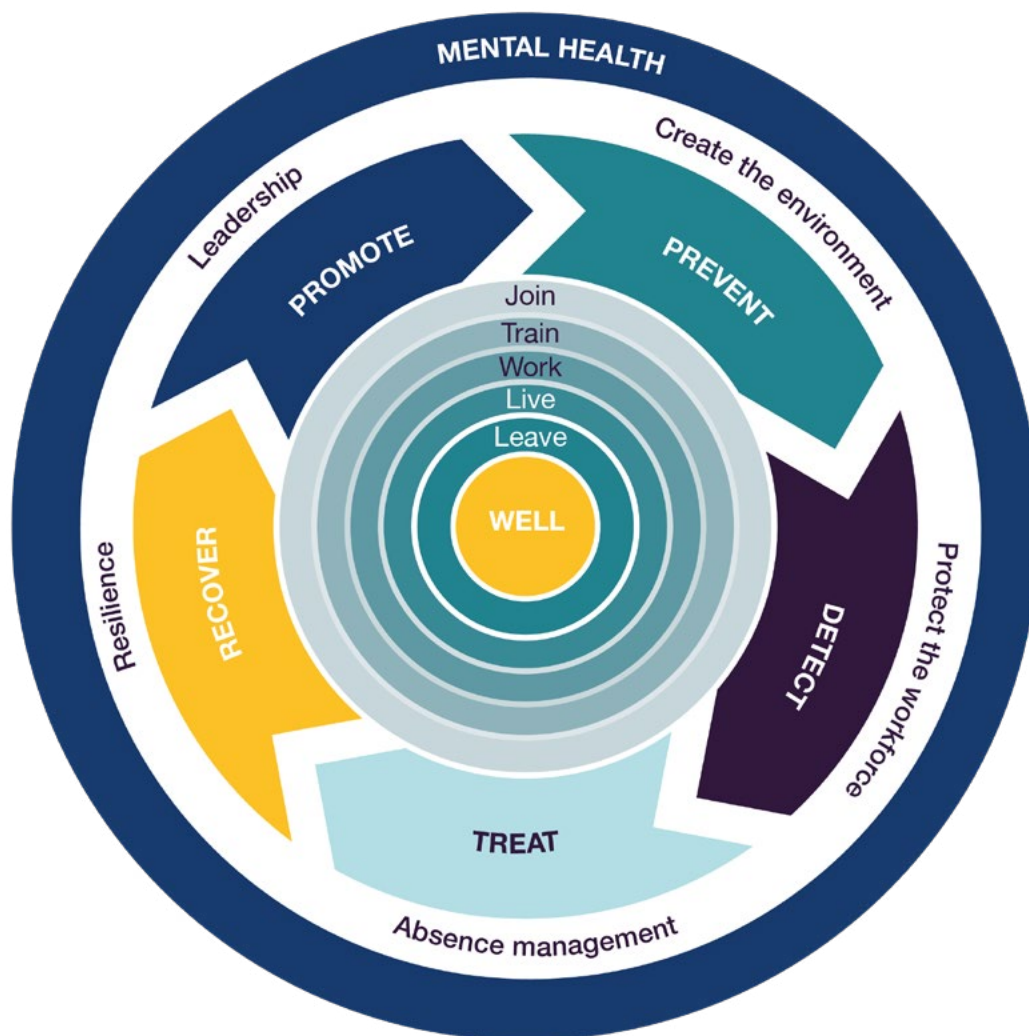 MENTAL HEALTH
Leadership
Create the environment
PROMOTE
PREVENT
Join
Train
Work
Live
Leave
WELL
Resilience
RECOVER
DETECT
Protect the workforce
TREAT
Absence management